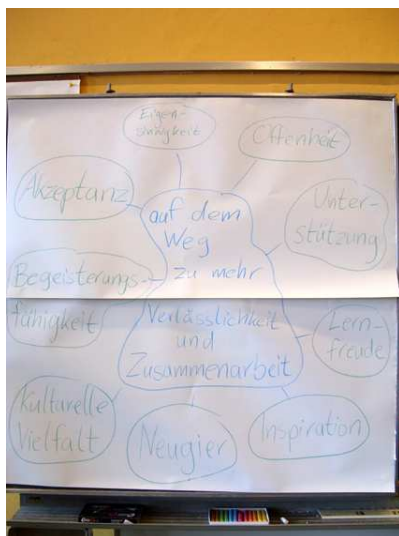 Eigen-
sinnigkeit
Offenheit
Akzeptanz
auf dem
Weg
zu mehr
Verlässlichkeit
und
Zusammenarbeit
Unter-
stützung
Begeisterungs-
fähigkeit
Lern-
freude
Kulturelle
Vielfalt
Neugier
Inspiration